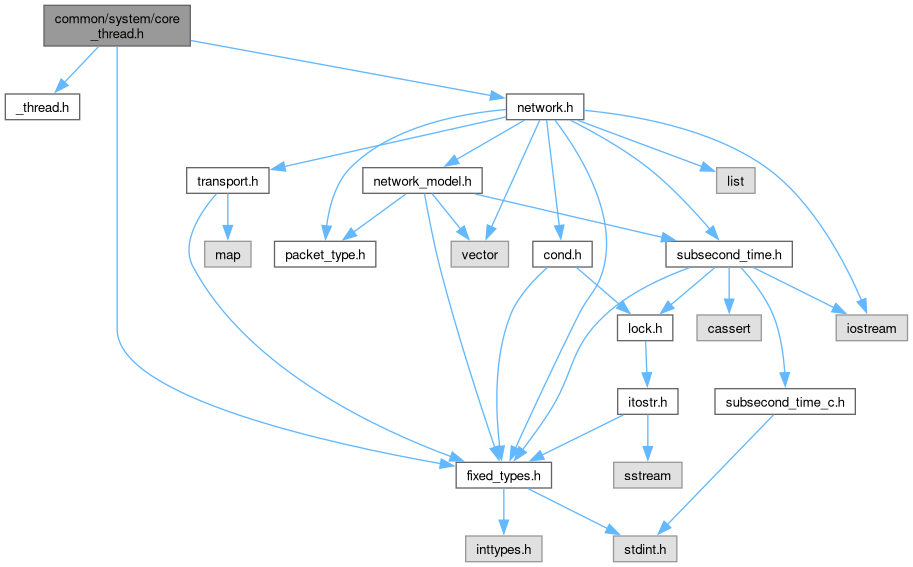 common/system/core
_thread.h
_thread.h
network.h
transport.h
network_model.h
list
map
packet_type.h
vector
cond.h
subsecond_time.h
lock.h
cassert
iostream
itostr.h
subsecond_time_c.h
fixed_types.h
sstream
inttypes.h
stdint.h